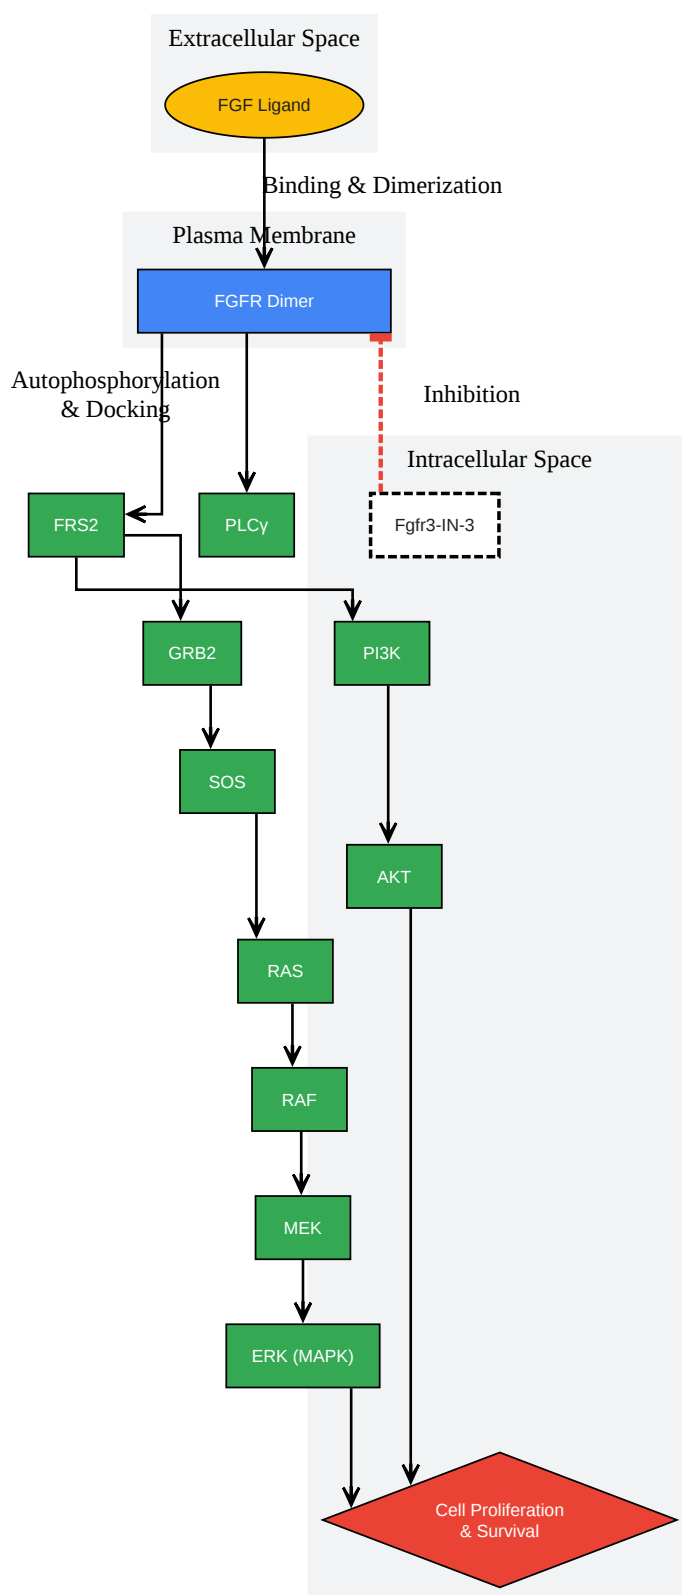 Extracellular Space
FGF Ligand
Binding & Dimerization
Plasma Membrane
FGFR Dimer
Autophosphorylation
& Docking
Inhibition
Intracellular Space
FRS2
PLCγ
Fgfr3-IN-3
GRB2
PI3K
SOS
AKT
RAS
RAF
MEK
ERK (MAPK)
Cell Proliferation
& Survival